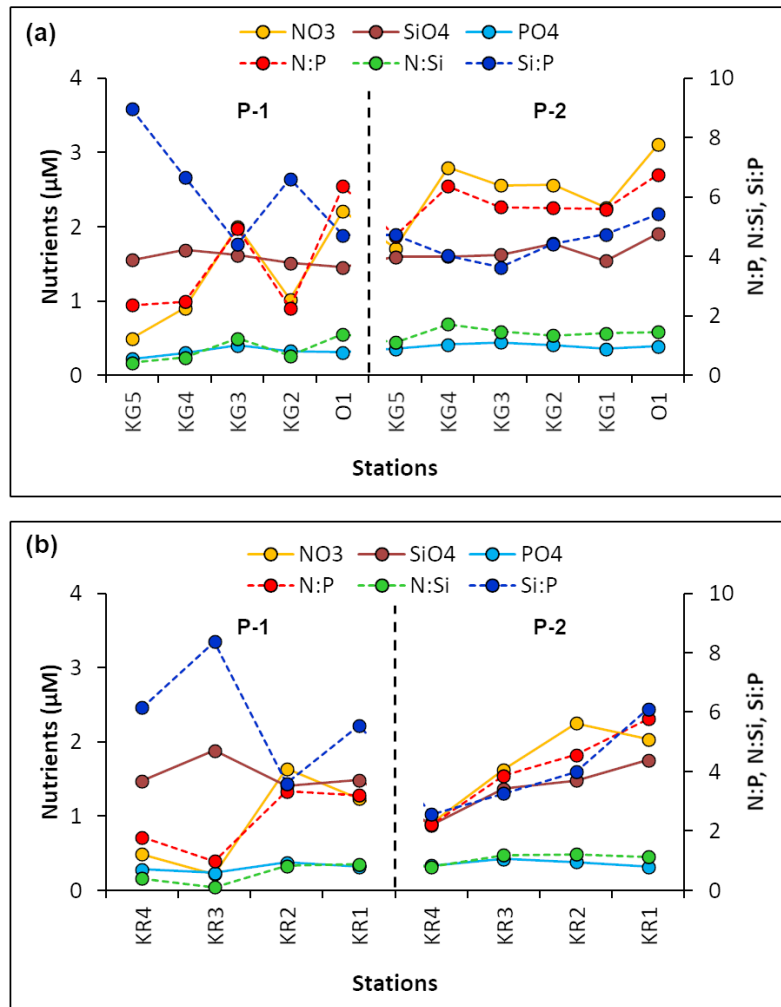 (a)
NO3 SiO4 PO4
N:P N:Si Si:P
P-1 P-2
Nutrients (µM)
4
3
2
1
0
10
8
6
4
2
0
N:P, N:Si, Si:P
KG5 KG4 KG3 KG2 O1 KG5 KG4 KG3 KG2 KG1 O1
Stations
(b)
NO3 SiO4 PO4
N:P N:Si Si:P
P-1 P-2
Nutrients (µM)
4
3
2
1
0
10
8
6
4
2
0
N:P, N:Si, Si:P
KR4 KR3 KR2 KR1 KR4 KR3 KR2 KR1
Stations